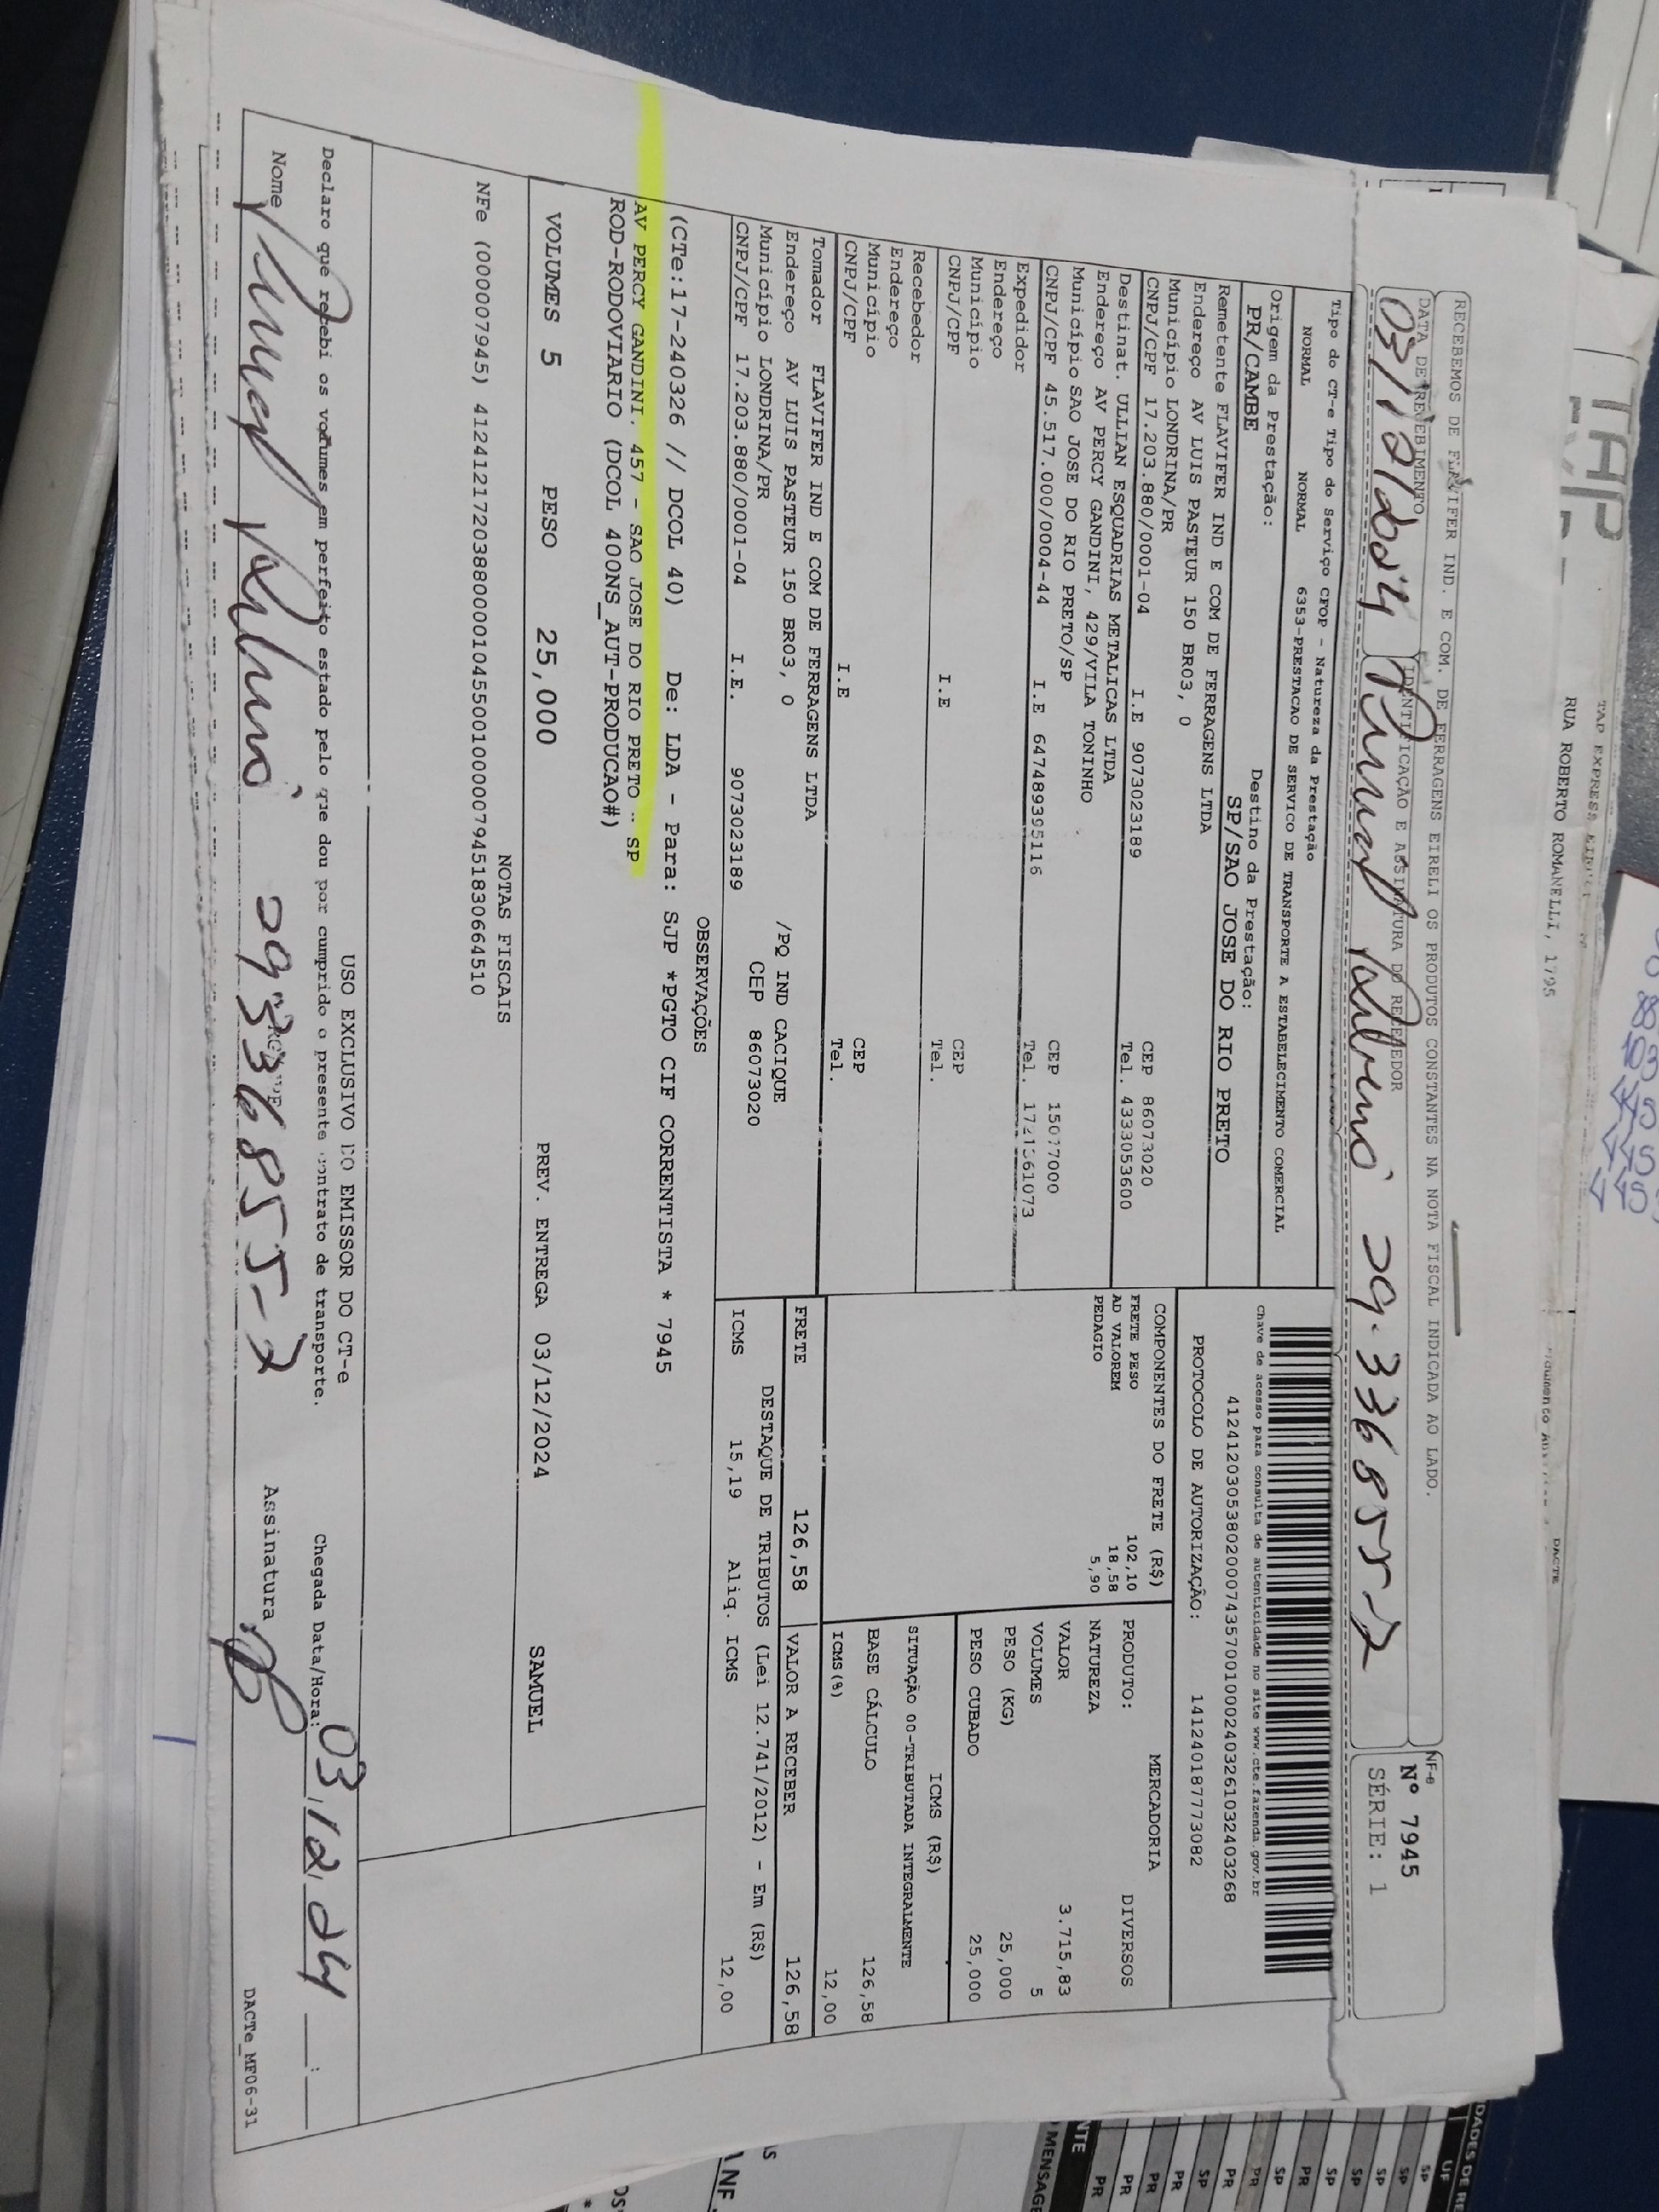 TAP EXPRESS
RUA ROBERTO ROMANELLI, 1795
DACTE
RECEBEMOS DE FLAVIFER IND. E COM. DE FERRAGENS EIRELI OS PRODUTOS CONSTANTES NA NOTA FISCAL INDICADA AO LADO.
DATA DE RECEBIMENTO
IDENTIFICAÇÃO E ASSINATURA DO RECEBEDOR
03/12/2024 29.336855-7
NF-e
Nº 7945
SÉRIE: 1
Tipo do CT-e Tipo do Serviço CFOP - Natureza da Prestação
NORMAL NORMAL 6353-PRESTACAO DE SERVICO DE TRANSPORTE A ESTABELECIMENTO COMERCIAL
Origem da Prestação: Destino da Prestação:
PR/CAMBE SP/SAO JOSE DO RIO PRETO
Remetente FLAVIFER IND E COM DE FERRAGENS LTDA
Endereço AV LUIS PASTEUR 150 BR03, 0
Município LONDRINA/PR CEP 86073020
CNPJ/CPF 17.203.880/0001-04 I.E 9073023189 Tel. 4333053600
Destinat. ULLIAN ESQUADRIAS METALICAS LTDA
Endereço AV PERCY GANDINI, 429/VILA TONINHO
Município SAO JOSE DO RIO PRETO/SP CEP 15077000
CNPJ/CPF 45.517.000/0004-44 I.E 647489395116 Tel.
Expedidor
Endereço
Município CEP
CNPJ/CPF I.E Tel.
Recebedor
Endereço
Município CEP
CNPJ/CPF I.E Tel.
Tomador FLAVIFER IND E COM DE FERRAGENS LTDA
Endereço AV LUIS PASTEUR 150 BR03, 0 /PQ IND CACIQUE
Município LONDRINA/PR CEP 86073020
CNPJ/CPF 17.203.880/0001-04 I.E. 9073023189
Chave de acesso para consulta de autenticidade no site www.cte.fazenda.gov.br
41241203053802000743570010002403261032403268
PROTOCOLO DE AUTORIZAÇÃO: 141240187773082
COMPONENTES DO FRETE (R$)
FRETE PESO 102,10
AD VALOREM 18,58
PEDAGIO 5,90
MERCADORIA
PRODUTO: DIVERSOS
NATUREZA
VALOR 3.715,83
VOLUMES 5
PESO (KG) 25,000
PESO CUBADO 25,000
ICMS (R$)
SITUAÇÃO 00-TRIBUTADA INTEGRALMENTE
BASE CÁLCULO 126,58
ICMS(%) 12,00
FRETE 126,58 VALOR A RECEBER 126,58
DESTAQUE DE TRIBUTOS (Lei 12.741/2012) - Em (R$)
ICMS 15,19 Aliq. ICMS 12,00
OBSERVAÇÕES
(CTe:17-240326 // DCOL 40) De: LDA - Para: SJP *PGTO CIF CORRENTISTA * 7945
AV PERCY GANDINI. 457 - SAO JOSE DO RIO PRETO - SP
ROD-RODOVIARIO (DCOL 400NS_AUT-PRODUCAO#)
VOLUMES 5 PESO 25,000 PREV. ENTREGA 03/12/2024 SAMUEL
NOTAS FISCAIS
NFe (000007945) 41241217203880000104550010000079451830664510
USO EXCLUSIVO DO EMISSOR DO CT-e
Declaro que recebi os volumes em perfeito estado pelo que dou por cumprido o presente contrato de transporte.
Chegada Data/Hora: 03/12/24
Nome 29336855-7 Assinatura
DACTe_MF06-31